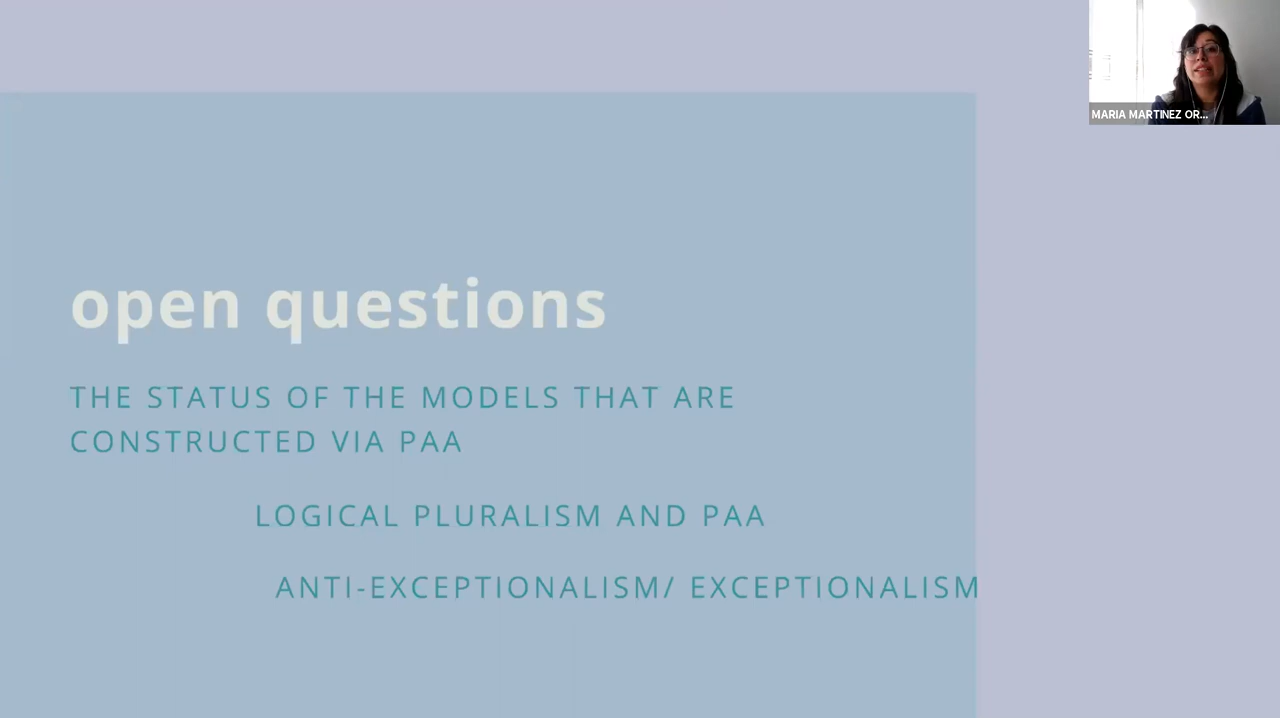 MARIA MARTINEZ OR...
open questions
THE STATUS OF THE MODELS THAT ARE
CONSTRUCTED VIA PAA
LOGICAL PLURALISM AND PAA
ANTI-EXCEPTIONALISM/ EXCEPTIONALISM